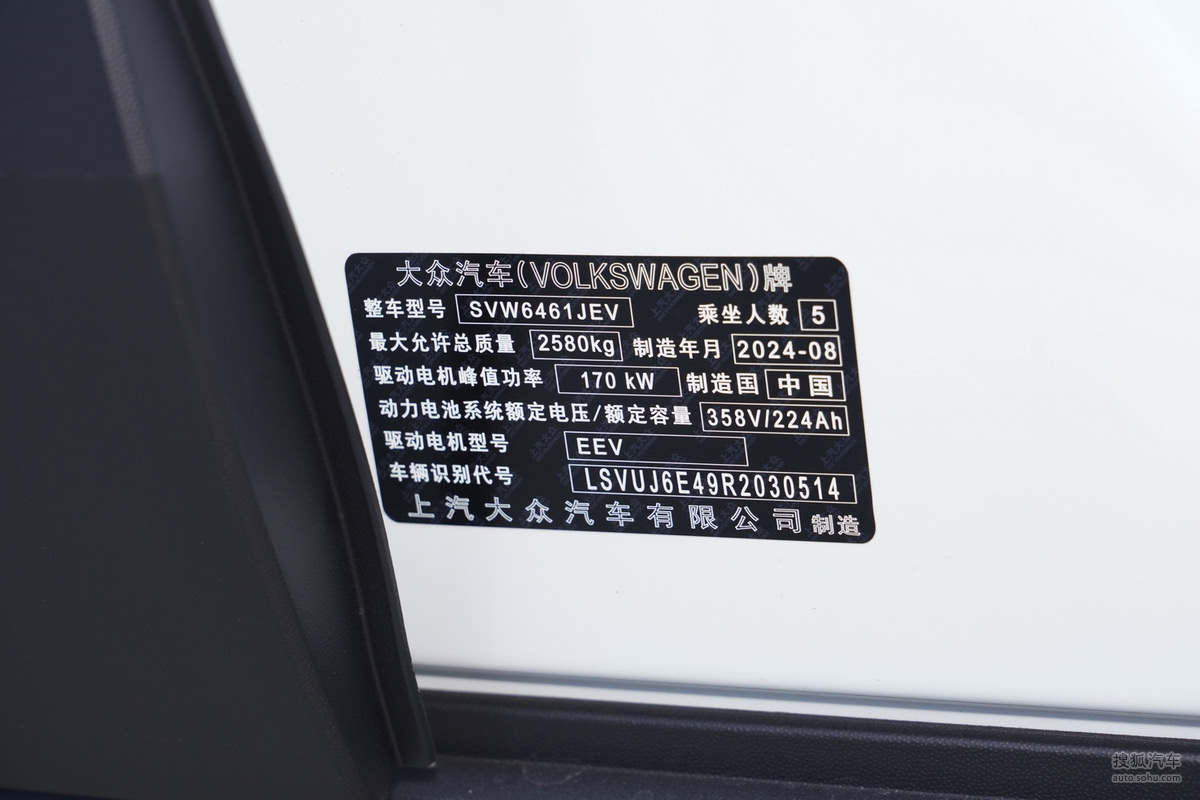 大众汽车(VOLKSWAGEN)牌
整车型号 SVW6461JEV 乘坐人数 5
最大允许总质量 2580kg 制造年月 2024-08
驱动电机峰值功率 170 kW 制造国 中国
动力电池系统额定电压/额定容量 358V/224Ah
驱动电机型号 EEV
车辆识别代号 LSVUJ6E49R2030514
上汽大众汽车有限公司 制造
搜狐汽车
auto.sohu.com